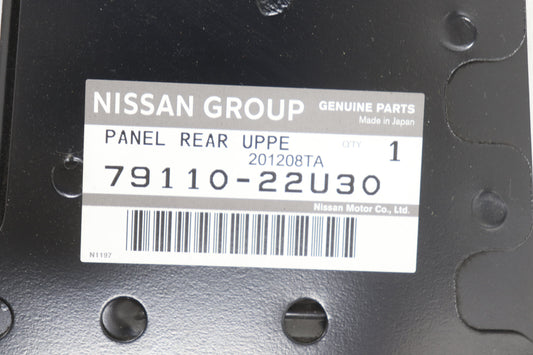 NISSAN GROUP GENUINE PARTS
Made in Japan
PANEL REAR UPPE QTY 1
201208TA
79110-22U30
Nissan Motor Co., Ltd.
N1197